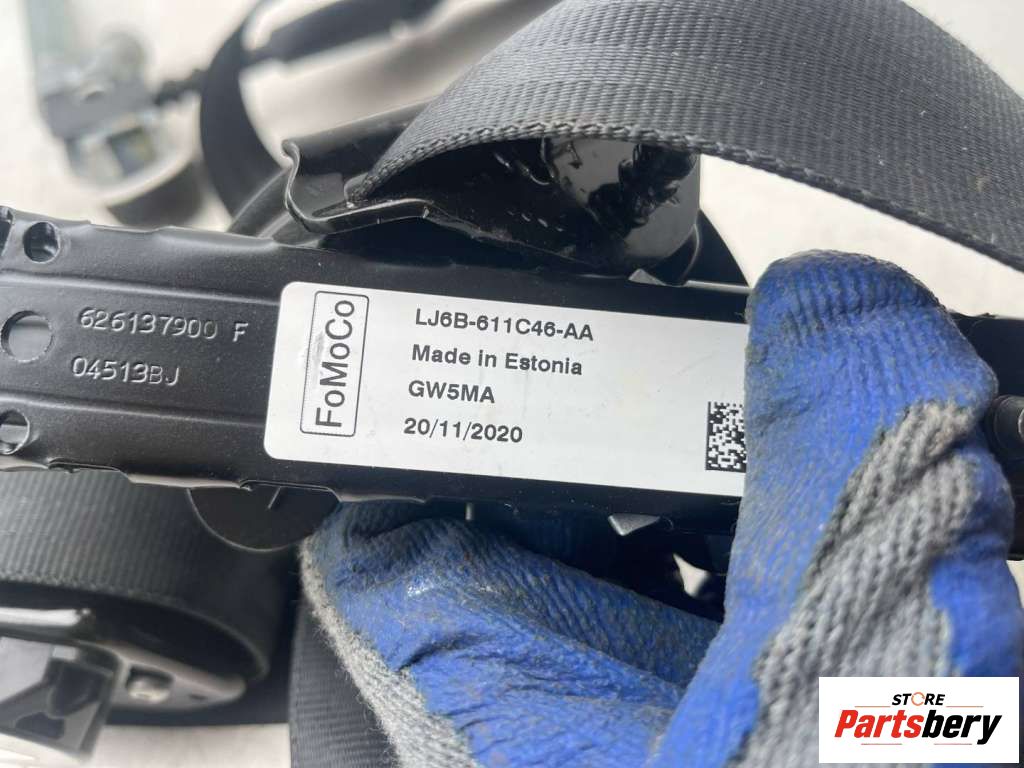 626137900 F
04513BJ
FoMoCo
LJ6B-611C46-AA
Made in Estonia
GW5MA
20/11/2020
STORE
Partsbery